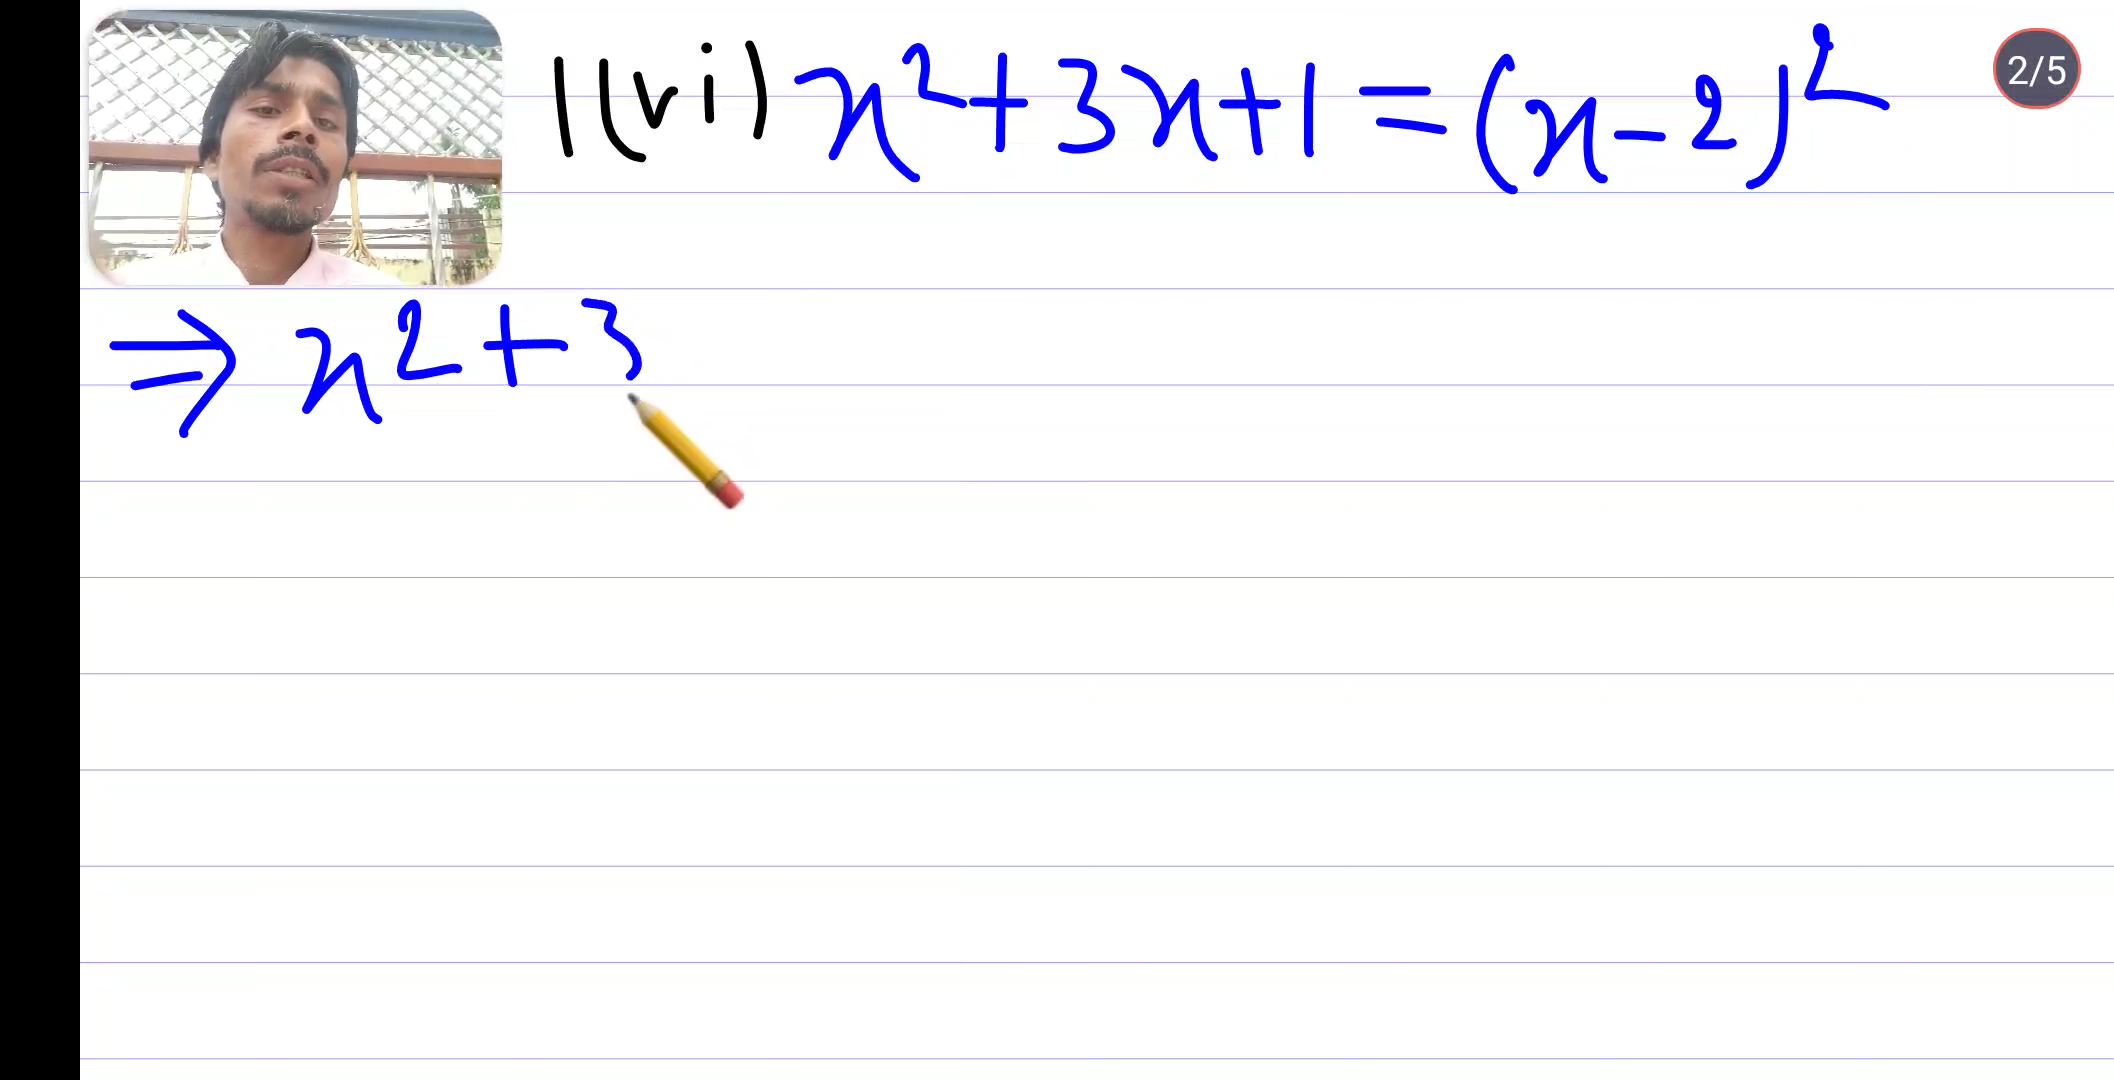 1(vi) x²+3x+1=(x-2)²
2/5
⇒ x²+3